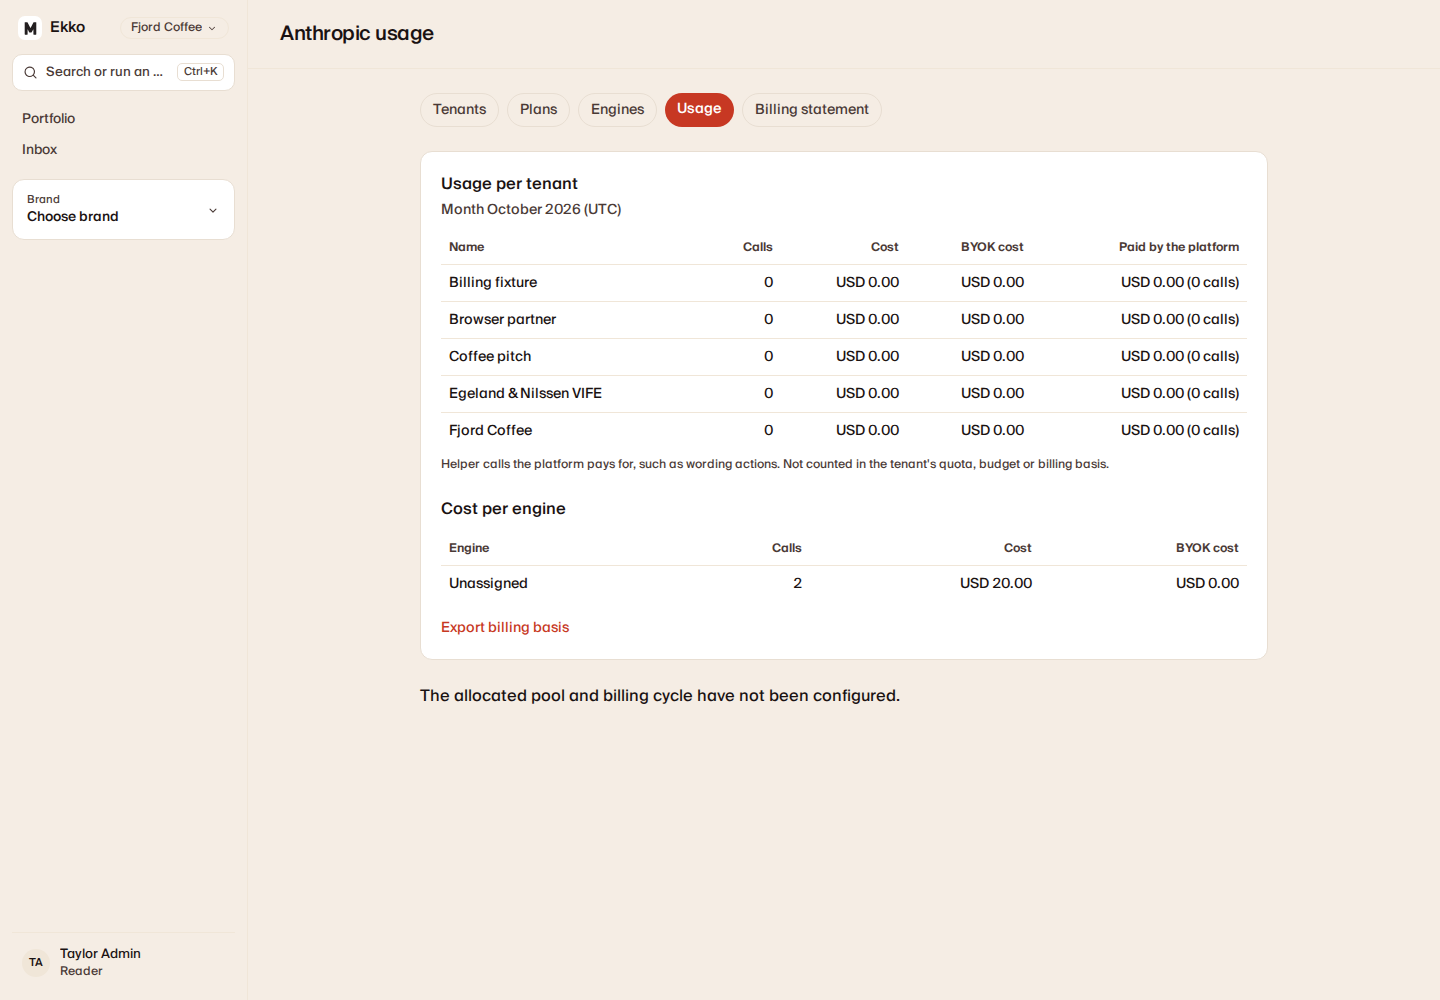 Ekko
Fjord Coffee
Search or run an ...
Ctrl+K
Portfolio
Inbox
Brand
Choose brand
TA
Taylor Admin
Reader
Anthropic usage
Tenants
Plans
Engines
Usage
Billing statement
Usage per tenant
Month October 2026 (UTC)
Name Calls Cost BYOK cost Paid by the platform
Billing fixture 0 USD 0.00 USD 0.00 USD 0.00 (0 calls)
Browser partner 0 USD 0.00 USD 0.00 USD 0.00 (0 calls)
Coffee pitch 0 USD 0.00 USD 0.00 USD 0.00 (0 calls)
Egeland & Nilssen VIFE 0 USD 0.00 USD 0.00 USD 0.00 (0 calls)
Fjord Coffee 0 USD 0.00 USD 0.00 USD 0.00 (0 calls)
Helper calls the platform pays for, such as wording actions. Not counted in the tenant's quota, budget or billing basis.
Cost per engine
Engine Calls Cost BYOK cost
Unassigned 2 USD 20.00 USD 0.00
Export billing basis
The allocated pool and billing cycle have not been configured.